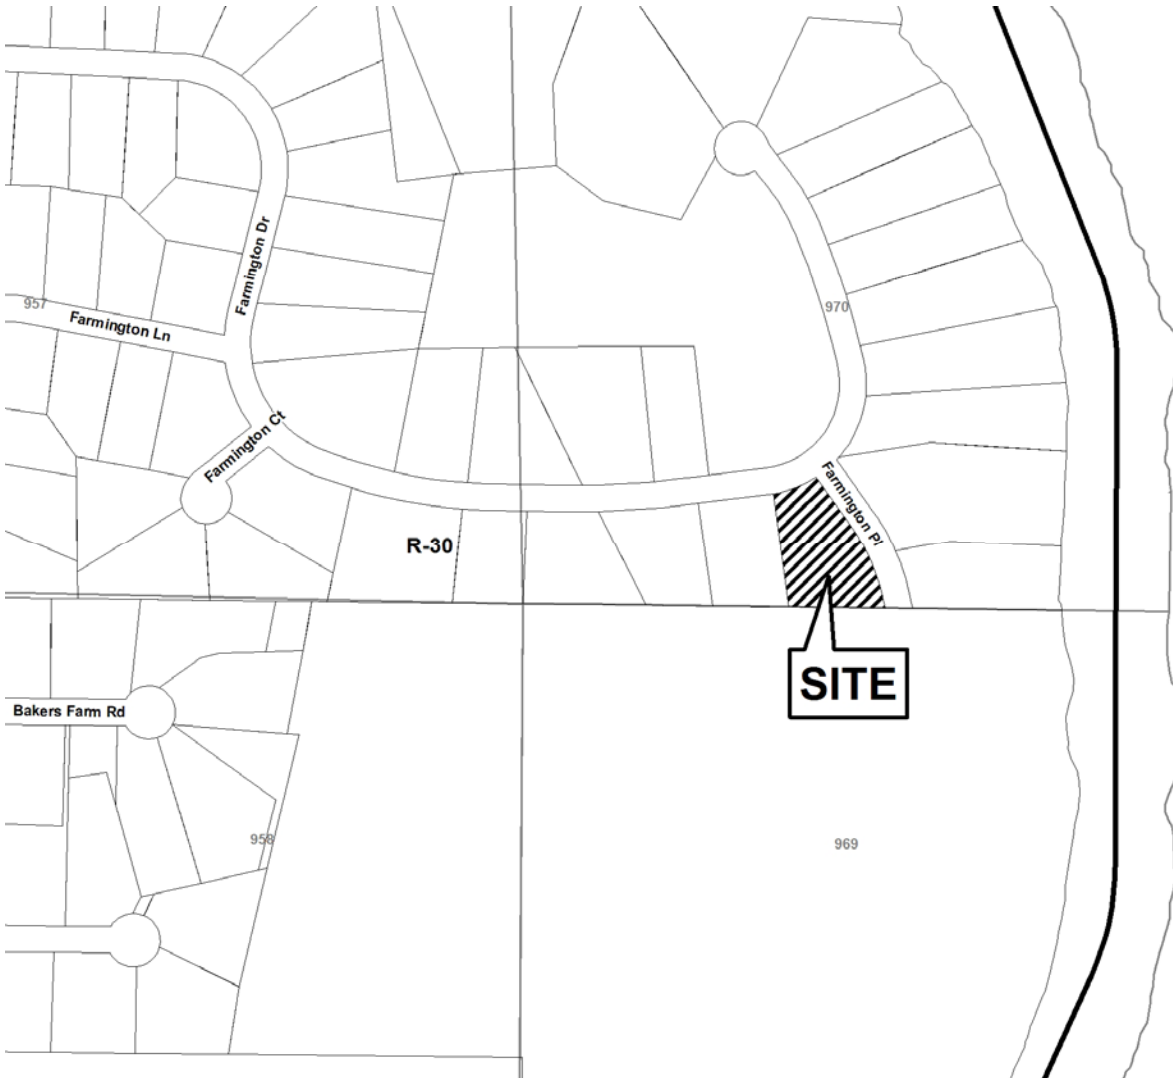 Farmington Dr
957
Farmington Ln
970
Farmington Ct
Farmington Pl
R-30
SITE
Bakers Farm Rd
958
969